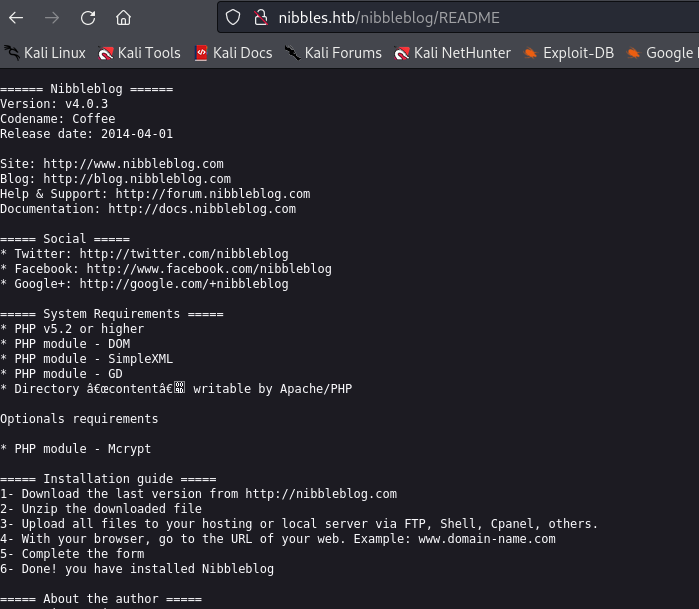 nibbles.htb/nibbleblog/README
Kali Linux Kali Tools Kali Docs Kali Forums Kali NetHunter Exploit-DB Google
====== Nibbleblog ======
Version: v4.0.3
Codename: Coffee
Release date: 2014-04-01
Site: http://www.nibbleblog.com
Blog: http://blog.nibbleblog.com
Help & Support: http://forum.nibbleblog.com
Documentation: http://docs.nibbleblog.com
===== Social =====
* Twitter: http://twitter.com/nibbleblog
* Facebook: http://www.facebook.com/nibbleblog
* Google+: http://google.com/+nibbleblog
===== System Requirements =====
* PHP v5.2 or higher
* PHP module - DOM
* PHP module - SimpleXML
* PHP module - GD
* Directory â€œcontentâ€ writable by Apache/PHP
Optionals requirements
* PHP module - Mcrypt
===== Installation guide =====
1- Download the last version from http://nibbleblog.com
2- Unzip the downloaded file
3- Upload all files to your hosting or local server via FTP, Shell, Cpanel, others.
4- With your browser, go to the URL of your web. Example: www.domain-name.com
5- Complete the form
6- Done! you have installed Nibbleblog
===== About the author =====